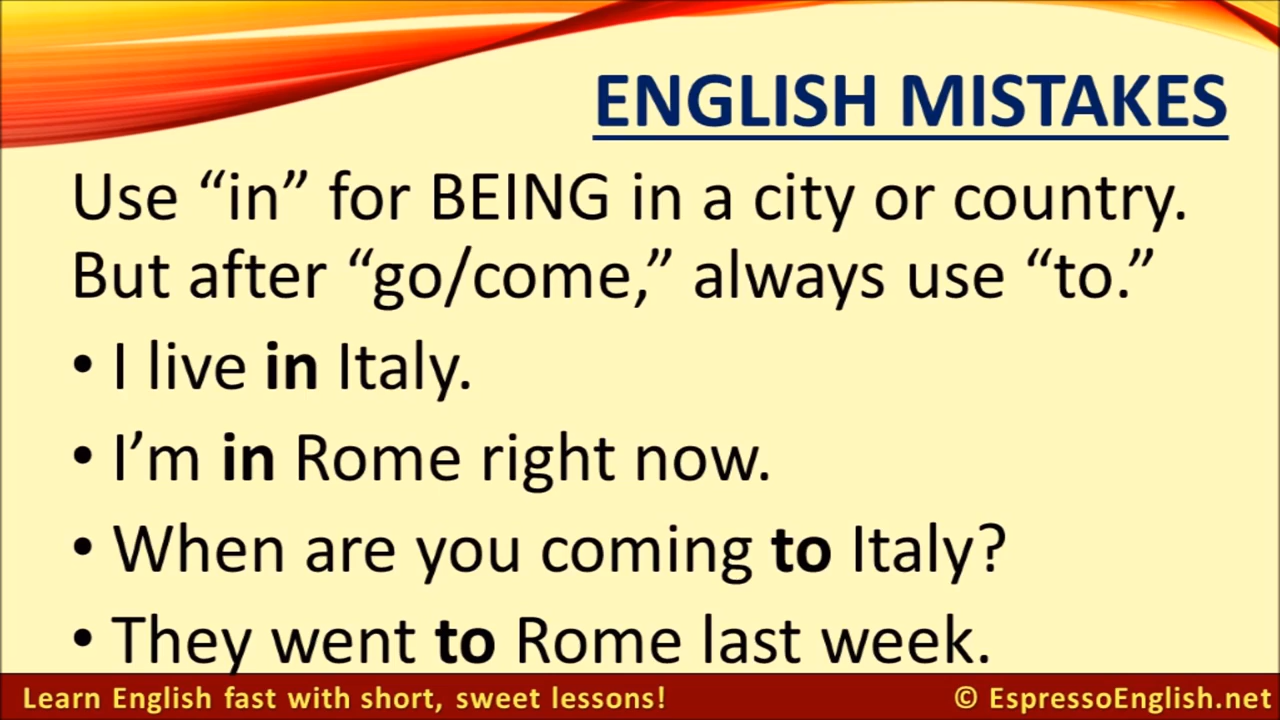 ENGLISH MISTAKES
Use “in” for BEING in a city or country.
But after “go/come,” always use “to.”
• I live in Italy.
• I’m in Rome right now.
• When are you coming to Italy?
• They went to Rome last week.
Learn English fast with short, sweet lessons! © EspressoEnglish.net